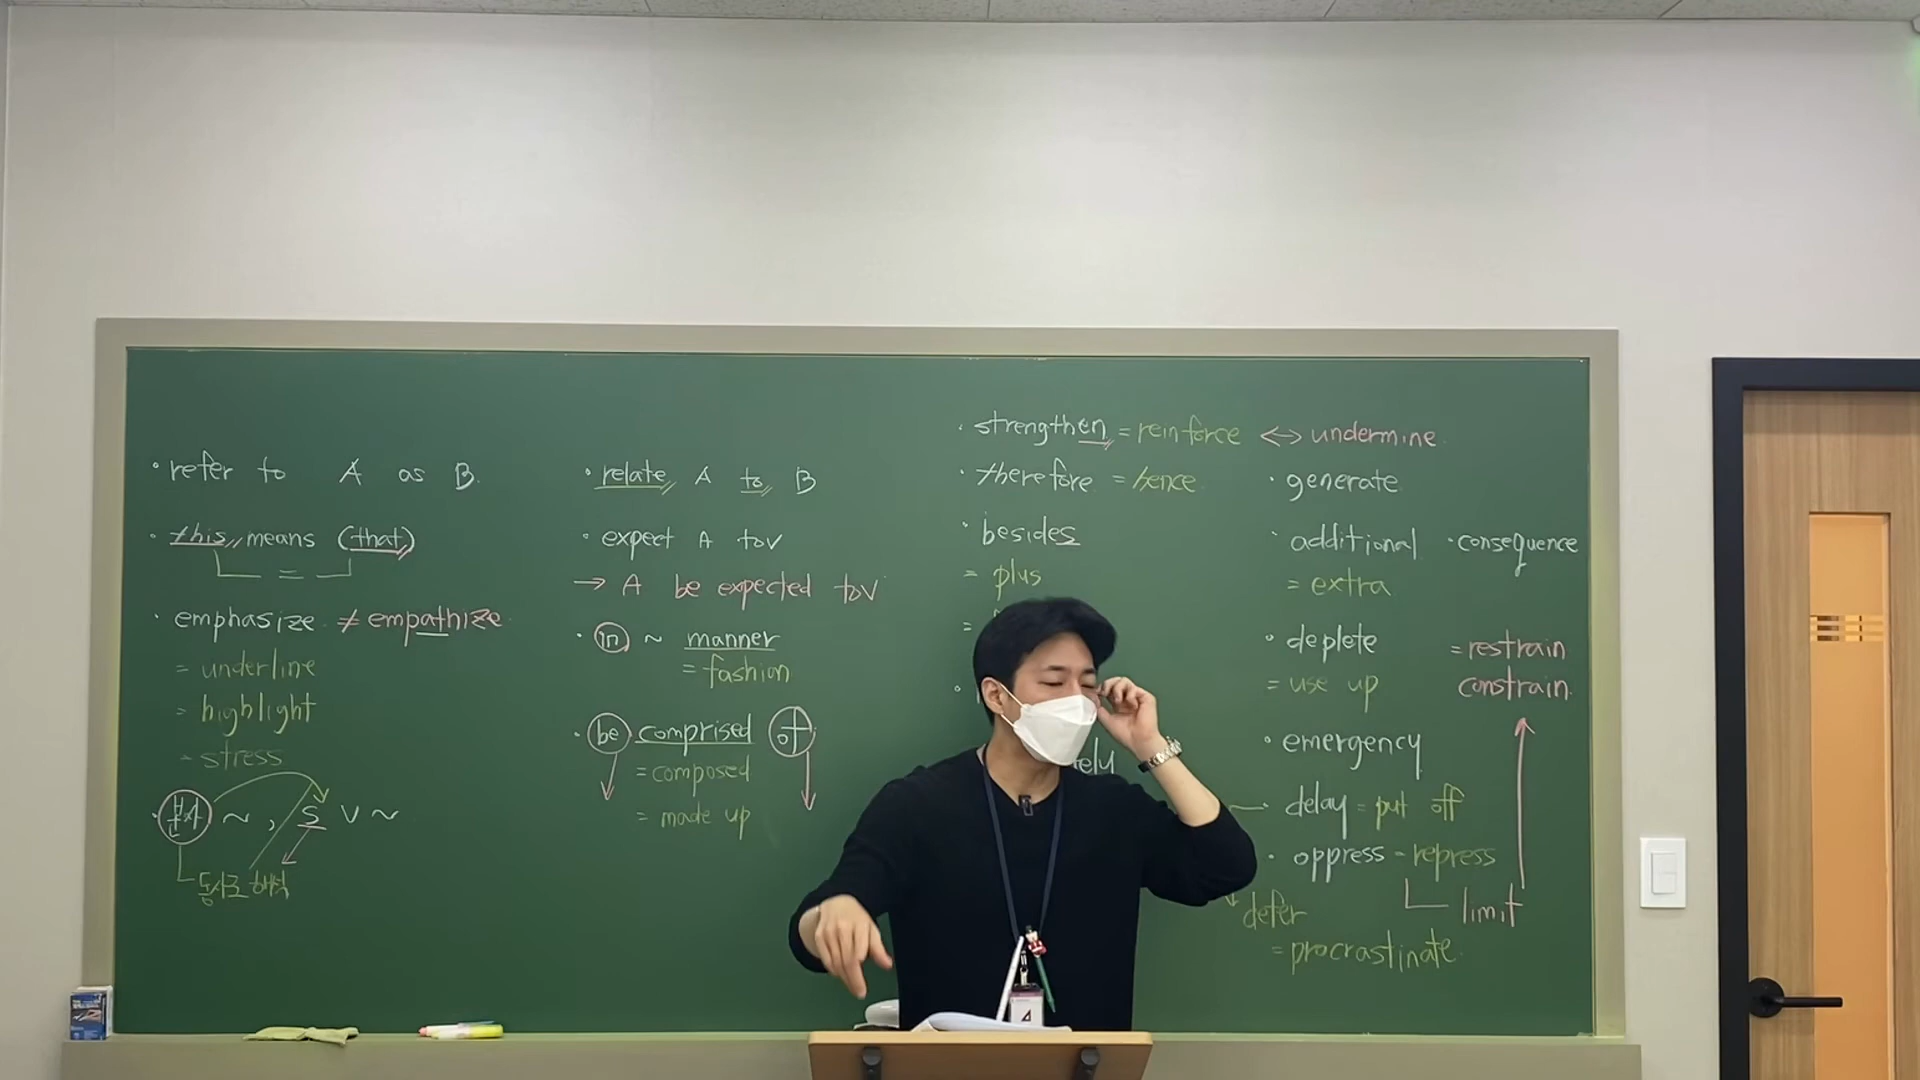 · refer to A as B.
· this means (that)
=
· emphasize ≠ empathize
= underline
= highlight
= stress
· 분사 ~ , S V ~
동시로 해석
· relate A to B
· expect A to V
→ A be expected to V
· in ~ manner
= fashion
· be comprised of
= composed
= made up
· strengthen = reinforce ↔ undermine
· therefore = hence
· besides
= plus
=
ely
· generate
· additional
= extra
· consequence
· deplete
= use up
= restrain
constrain
· emergency
· delay = put off
· oppress = repress
limit
defer
= procrastinate